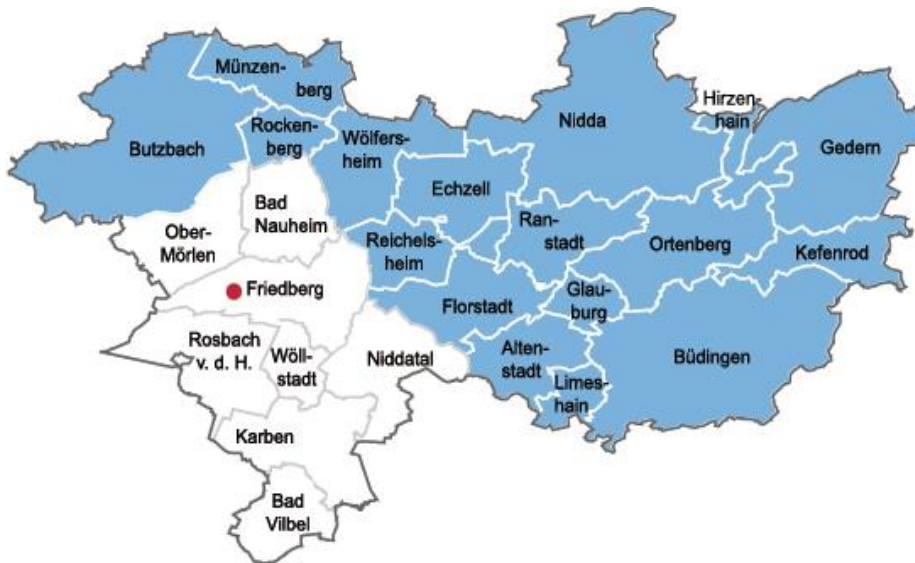 Münzen-
berg
Hirzen-
hain
Butzbach
Rocken-
berg
Wölfers-
heim
Nidda
Gedern
Echzell
Bad
Nauheim
Ober-
Mörlen
Reichels-
heim
Ran-
stadt
Ortenberg
Kefenrod
Friedberg
Florstadt
Glau-
burg
Rosbach
v. d. H.
Wöll-
stadt
Niddatal
Alten-
stadt
Büdingen
Limes-
hain
Karben
Bad
Vilbel